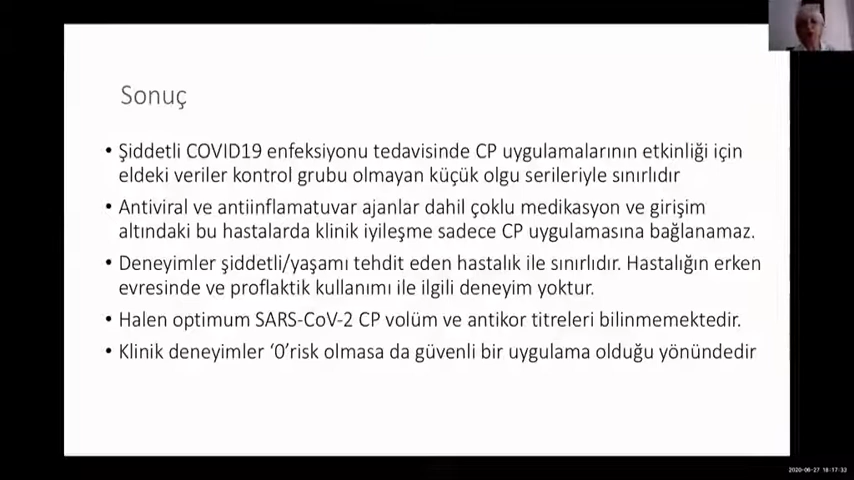 Sonuç
• Şiddetli COVID19 enfeksiyonu tedavisinde CP uygulamalarının etkinliği için
eldeki veriler kontrol grubu olmayan küçük olgu serileriyle sınırlıdır
• Antiviral ve antiinflamatuvar ajanlar dahil çoklu medikasyon ve girişim
altındaki bu hastalarda klinik iyileşme sadece CP uygulamasına bağlanamaz.
• Deneyimler şiddetli/yaşamı tehdit eden hastalık ile sınırlıdır. Hastalığın erken
evresinde ve proflaktik kullanımı ile ilgili deneyim yoktur.
• Halen optimum SARS-CoV-2 CP volüm ve antikor titreleri bilinmemektedir.
• Klinik deneyimler ‘0’risk olmasa da güvenli bir uygulama olduğu yönündedir
2020-06-27 18:17:33